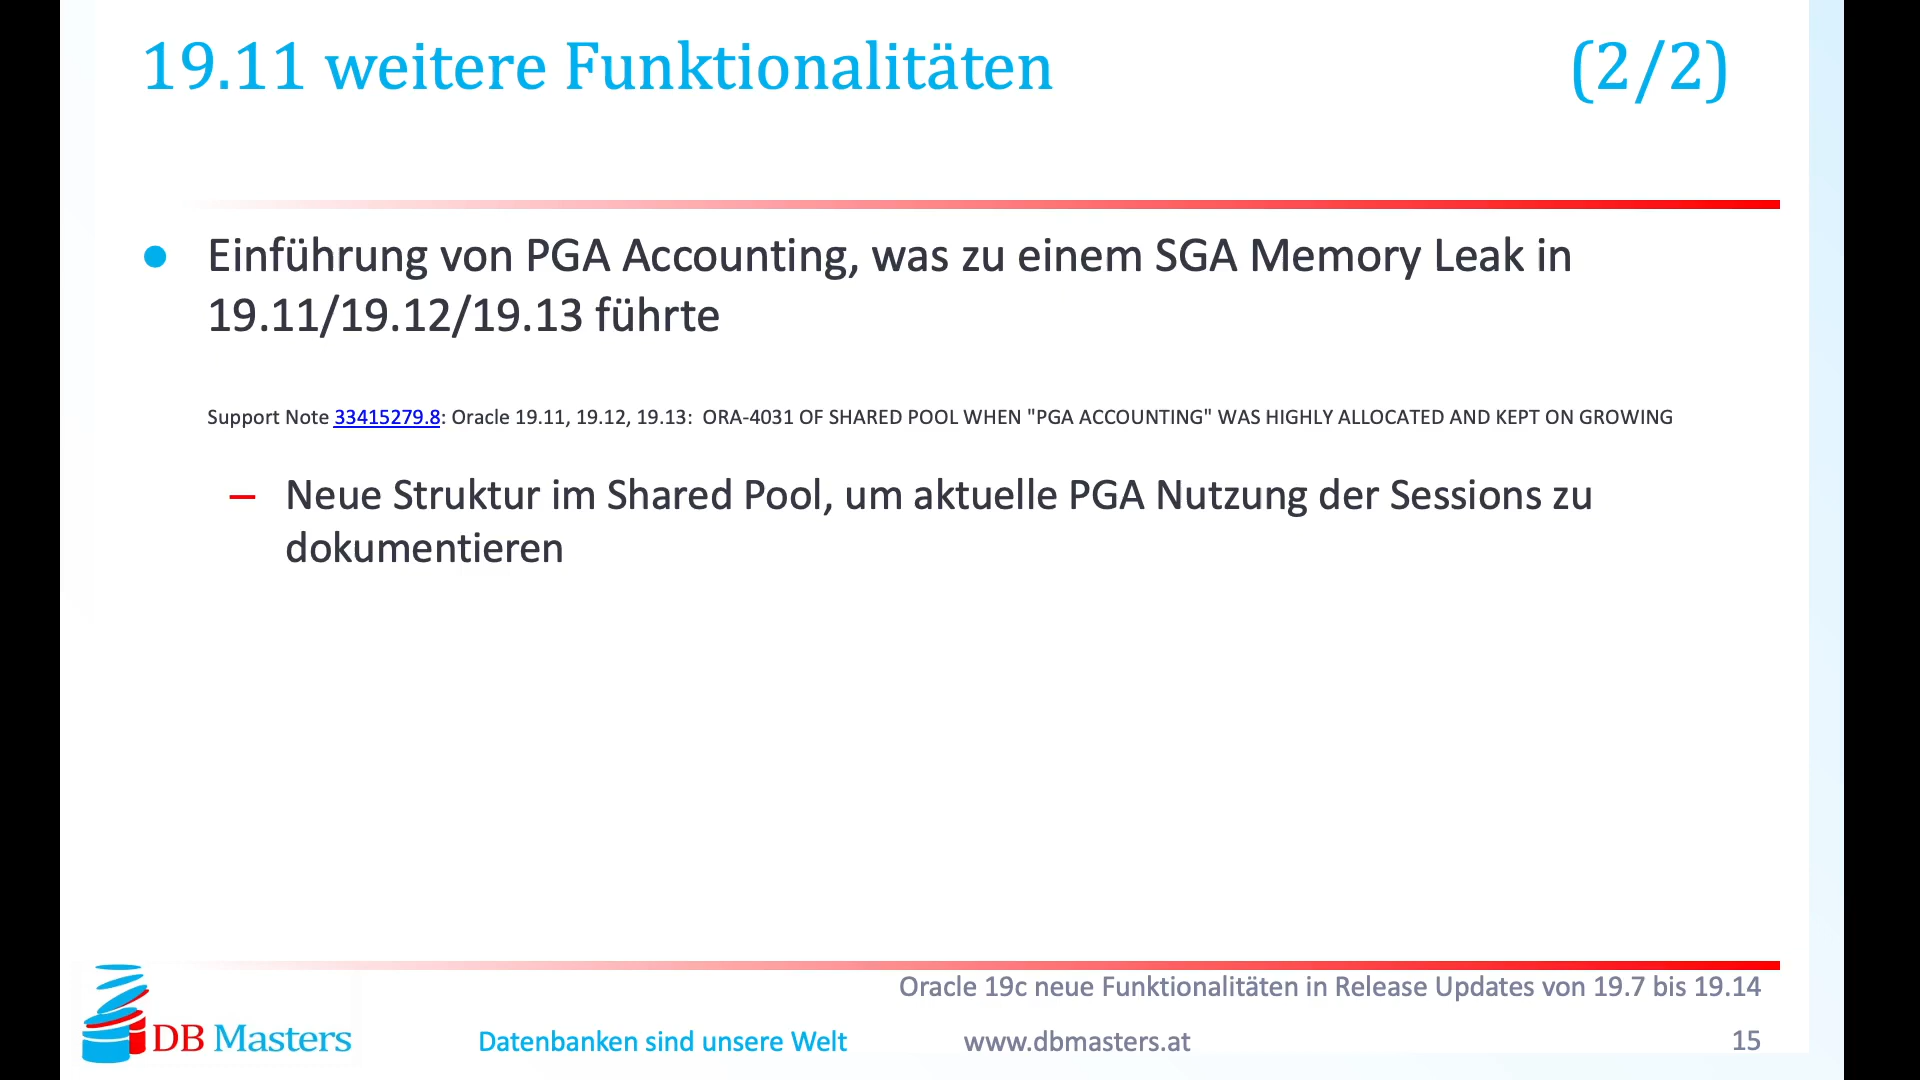 19.11 weitere Funktionalitäten (2/2)
Einführung von PGA Accounting, was zu einem SGA Memory Leak in
19.11/19.12/19.13 führte
Support Note 33415279.8: Oracle 19.11, 19.12, 19.13: ORA-4031 OF SHARED POOL WHEN "PGA ACCOUNTING" WAS HIGHLY ALLOCATED AND KEPT ON GROWING
– Neue Struktur im Shared Pool, um aktuelle PGA Nutzung der Sessions zu
dokumentieren
Oracle 19c neue Funktionalitäten in Release Updates von 19.7 bis 19.14
DB Masters Datenbanken sind unsere Welt www.dbmasters.at 15